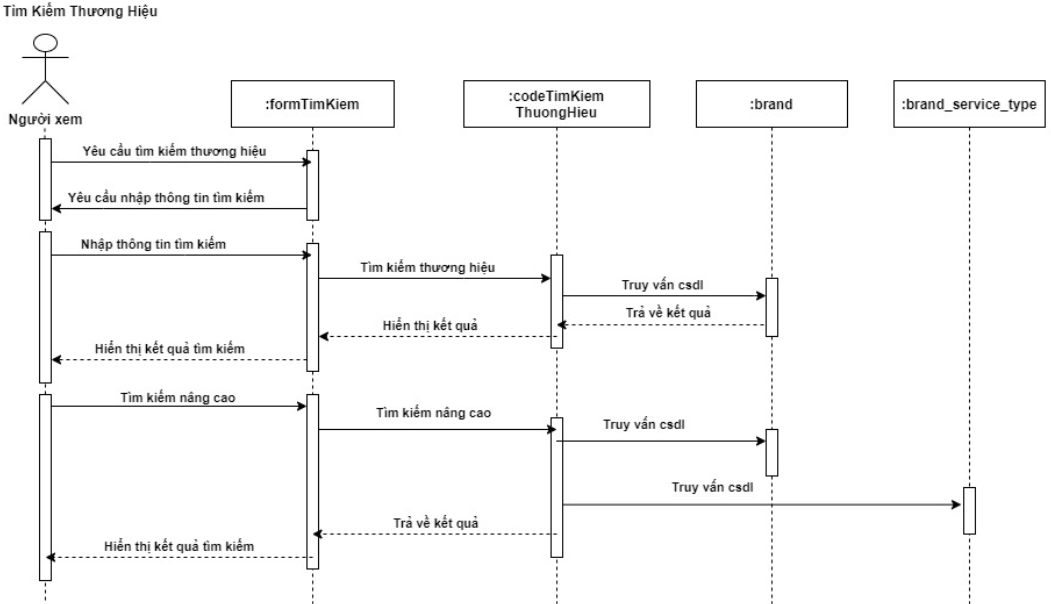 Tìm Kiếm Thương Hiệu
Người xem
:formTimKiem
:codeTimKiem
ThuongHieu
:brand
:brand_service_type
Yêu cầu tìm kiếm thương hiệu
Yêu cầu nhập thông tin tìm kiếm
Nhập thông tin tìm kiếm
Tìm kiếm thương hiệu
Truy vấn csdl
Trả về kết quả
Hiển thị kết quả
Hiển thị kết quả tìm kiếm
Tìm kiếm nâng cao
Tìm kiếm nâng cao
Truy vấn csdl
Truy vấn csdl
Trả về kết quả
Hiển thị kết quả tìm kiếm